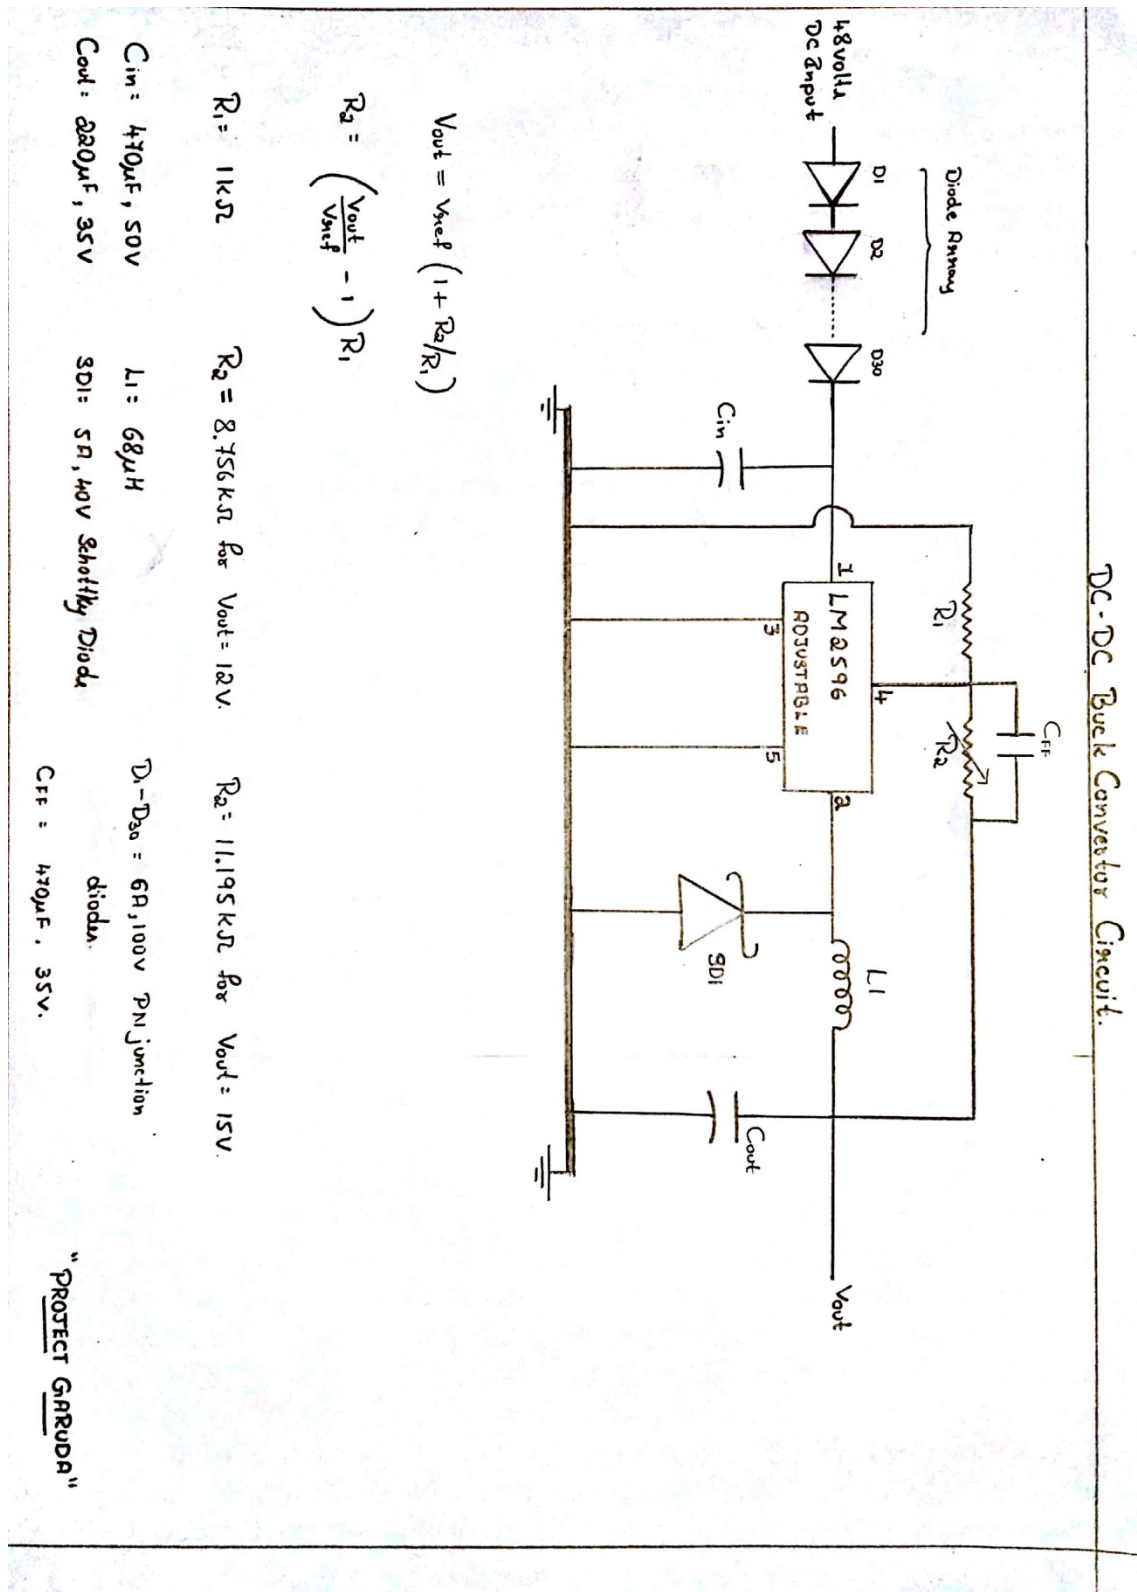 DC-DC Buck Convertor Circuit.
Diode Array
48 volts
DC Input
D1
D2
D30
Cin
R1
R2
CFF
1
LM2596
ADJUSTABLE
3
4
5
2
SD1
L1
Cout
Vout
Vout = Vref (1 + R2/R1)
R2 = (Vout/Vref - 1) R1
R1 = 1kΩ R2 = 8.756kΩ for Vout = 12V. R2 = 11.195kΩ for Vout = 15V.
Cin = 470μF, 50V L1 = 68μH D1-D30 = 6A, 100V PN junction
diodes.
Cout = 220μF, 35V SD1 = 5A, 40V Schottky Diode
CFF = 470μF, 35V.
"PROJECT GARUDA"